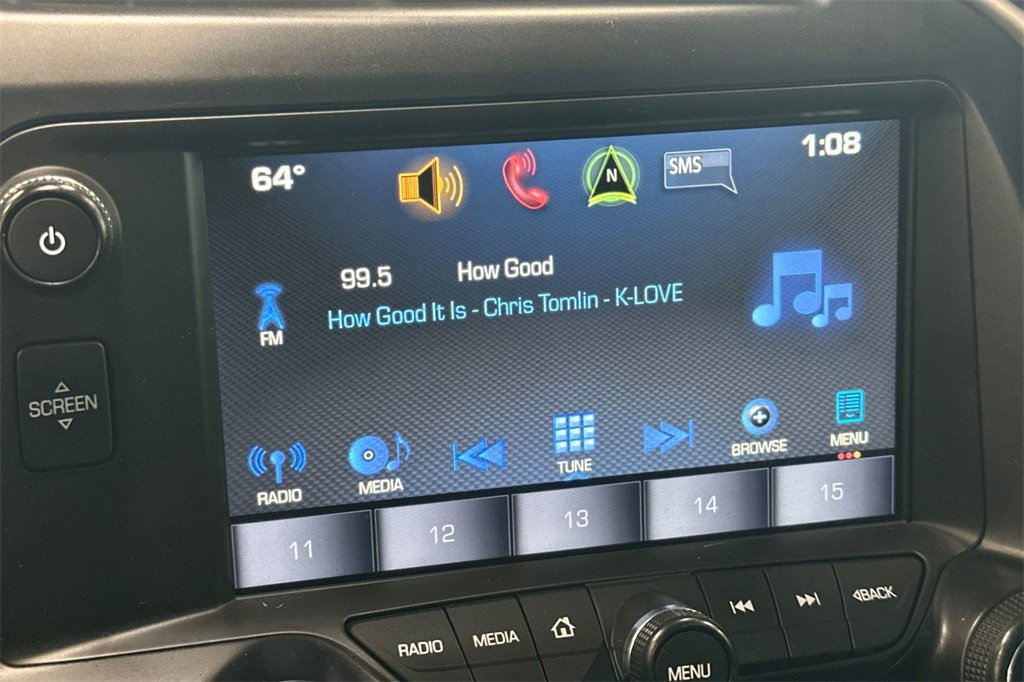 64° N SMS 1:08
99.5 How Good
How Good It Is - Chris Tomlin - K-LOVE
FM
RADIO MEDIA TUNE BROWSE MENU
11 12 13 14 15
SCREEN
RADIO MEDIA MENU BACK